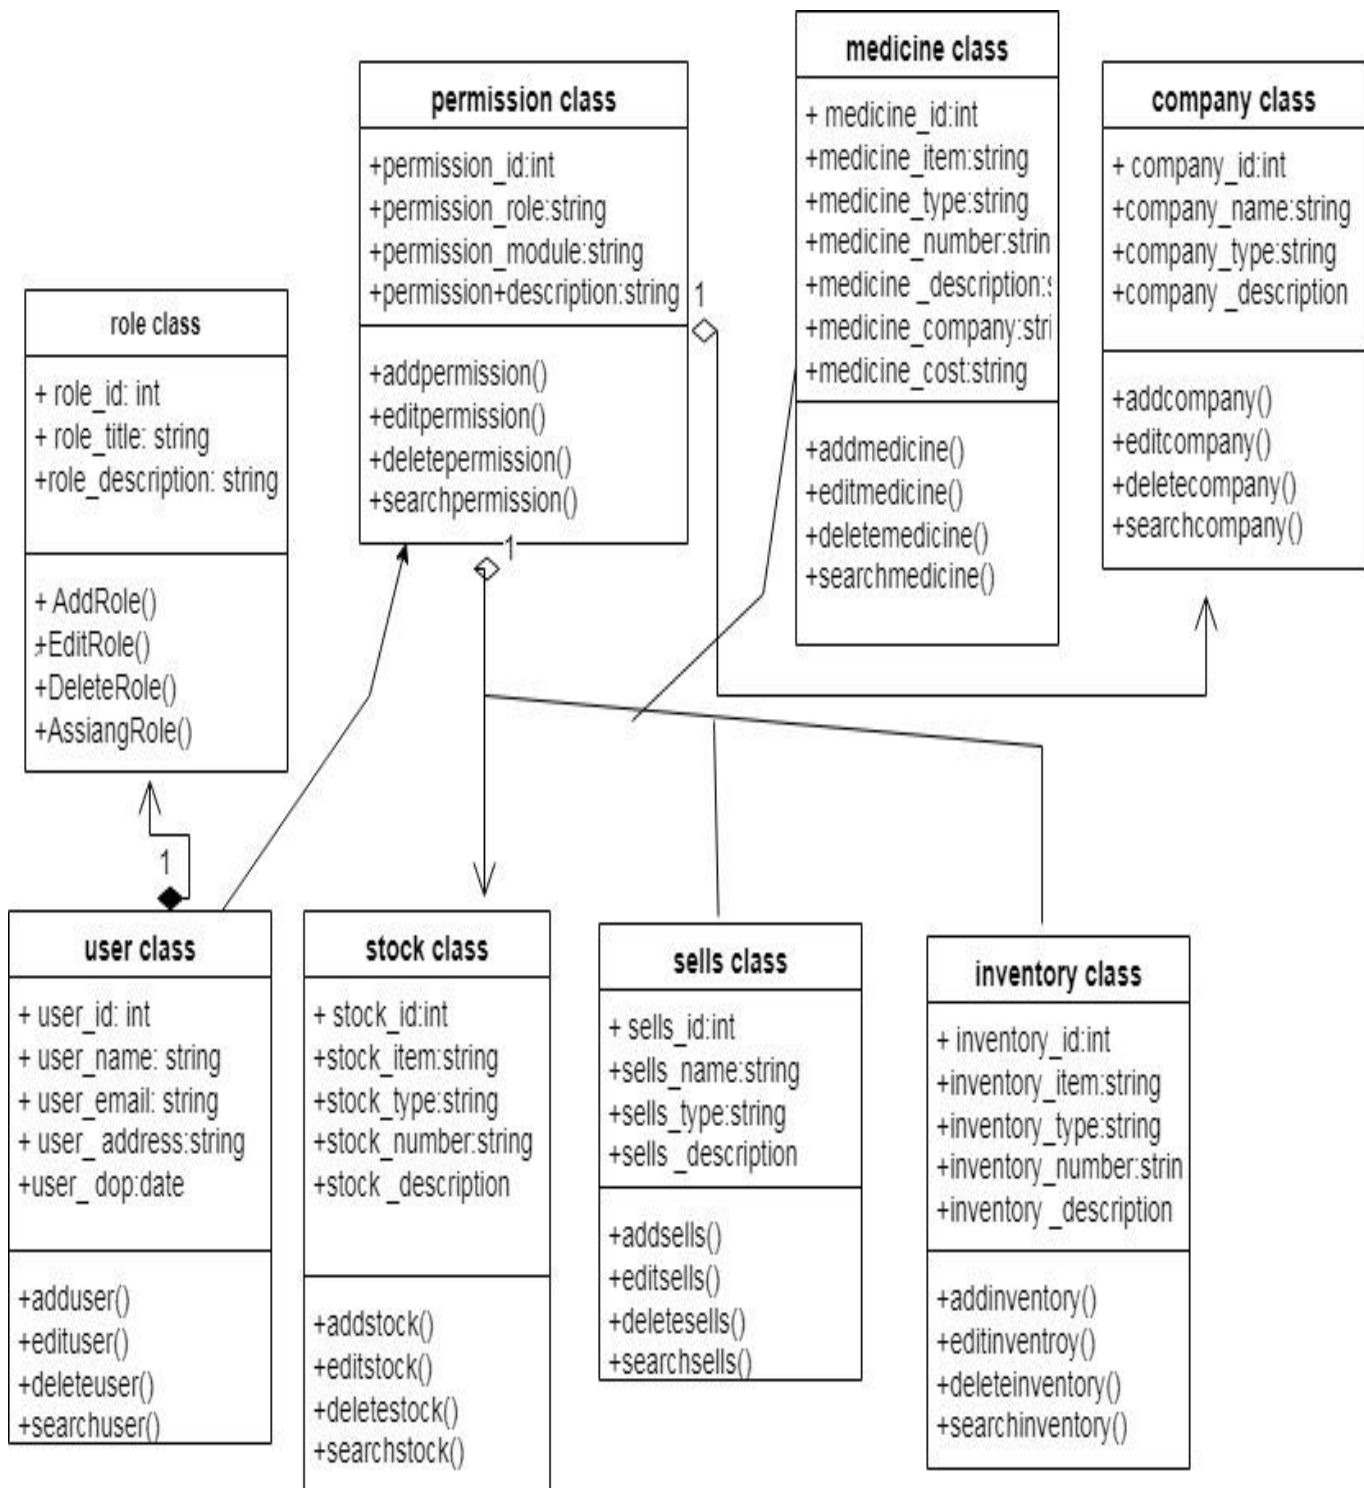 permission class
+permission_id:int
+permission_role:string
+permission_module:string
+permission+description:string
1
+addpermission()
+editpermission()
+deletepermission()
+searchpermission()
1
medicine class
+ medicine_id:int
+medicine_item:string
+medicine_type:string
+medicine_number:strin
+medicine _description:s
+medicine_company:stri
+medicine_cost:string
+addmedicine()
+editmedicine()
+deletemedicine()
+searchmedicine()
company class
+ company_id:int
+company_name:string
+company_type:string
+company _description
+addcompany()
+editcompany()
+deletecompany()
+searchcompany()
role class
+ role_id: int
+ role_title: string
+role_description: string
+ AddRole()
+EditRole()
+DeleteRole()
+AssiangRole()
1
user class
+ user_id: int
+ user_name: string
+ user_email: string
+ user_ address:string
+user_ dop:date
+adduser()
+edituser()
+deleteuser()
+searchuser()
stock class
+ stock_id:int
+stock_item:string
+stock_type:string
+stock_number:string
+stock _description
+addstock()
+editstock()
+deletestock()
+searchstock()
sells class
+ sells_id:int
+sells_name:string
+sells_type:string
+sells _description
+addsells()
+editsells()
+deletesells()
+searchsells()
inventory class
+ inventory_id:int
+inventory_item:string
+inventory_type:string
+inventory_number:strin
+inventory _description
+addinventory()
+editinventroy()
+deleteinventory()
+searchinventory()